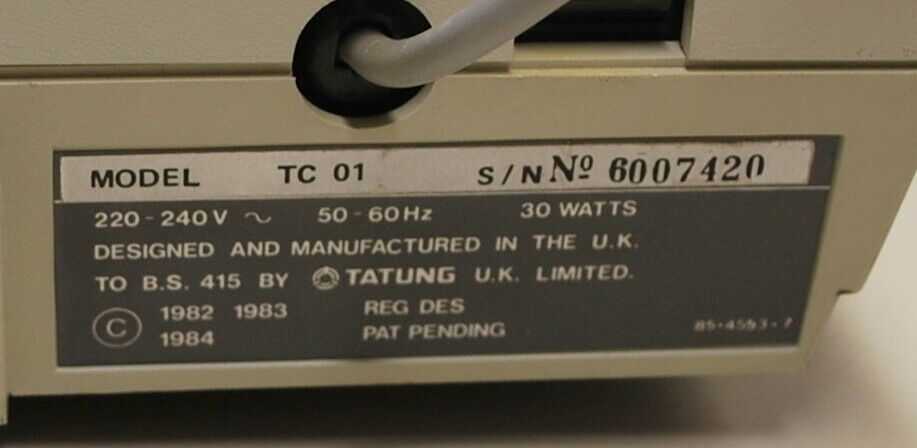 MODEL TC 01 S/N Nº 6007420
220-240V ~ 50-60Hz 30 WATTS
DESIGNED AND MANUFACTURED IN THE U.K.
TO B.S. 415 BY TATUNG U.K. LIMITED.
© 1982 1983 REG DES
1984 PAT PENDING
85-4553-7